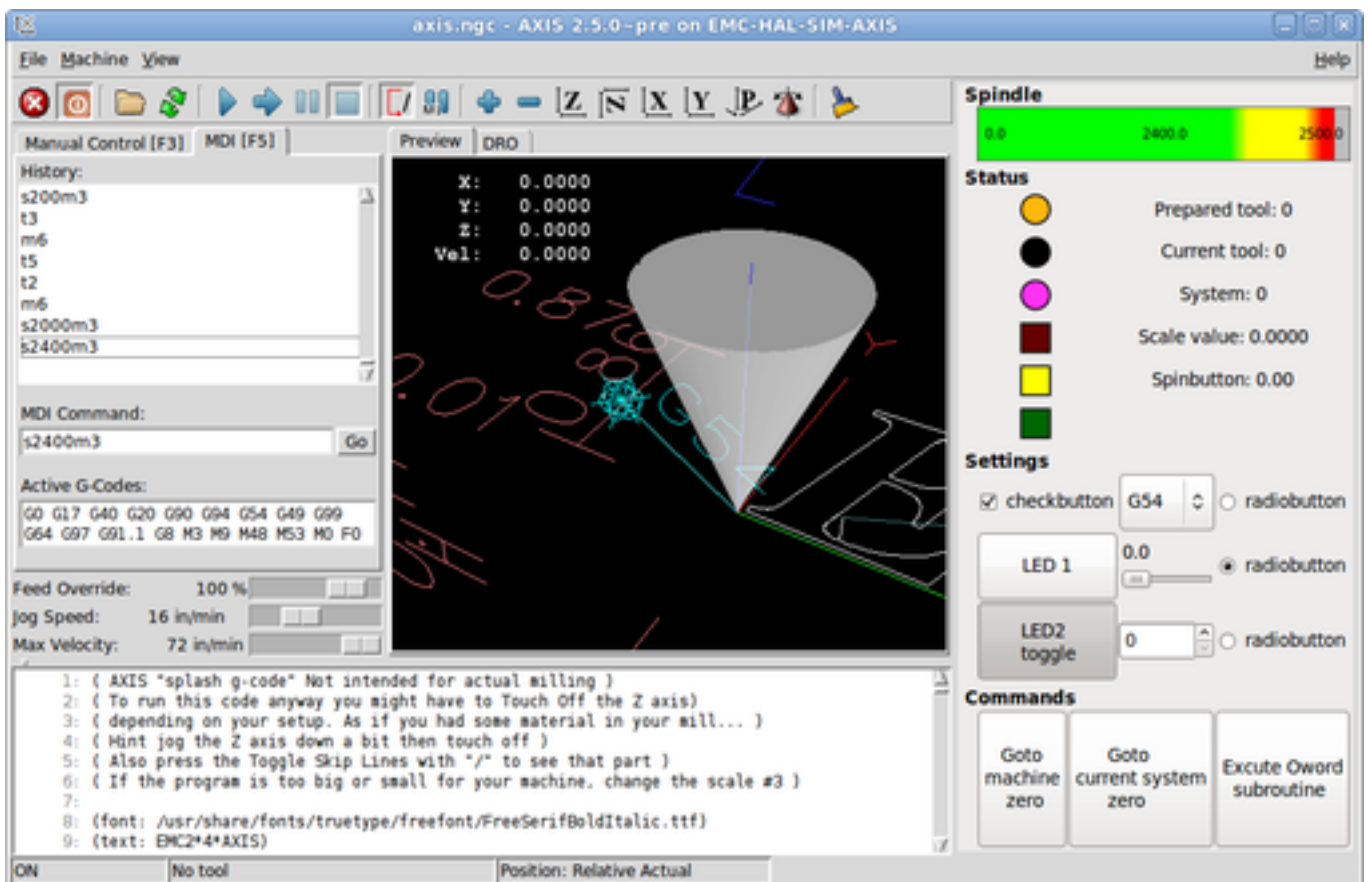 axis.ngc - AXIS 2.5.0~pre on EMC-HAL-SIM-AXIS
File Machine View
Help
Z N X Y P
Manual Control [F3] MDI [F5]
History:
s200m3
t3
m6
t5
t2
m6
s2000m3
s2400m3
MDI Command:
s2400m3 Go
Active G-Codes:
G0 G17 G40 G20 G90 G94 G54 G49 G99
G64 G97 G91.1 G8 M3 M9 M48 M53 M0 F0
Feed Override: 100 %
Jog Speed: 16 in/min
Max Velocity: 72 in/min
Preview DRO
X: 0.0000
Y: 0.0000
Z: 0.0000
Vel: 0.0000
G54
Y
Spindle
0.0 2400.0 2500.0
Status
Prepared tool: 0
Current tool: 0
System: 0
Scale value: 0.0000
Spinbutton: 0.00
Settings
checkbutton G54 radiobutton
LED 1 0.0 radiobutton
LED2
toggle 0 radiobutton
Commands
Goto
machine
zero
Goto
current system
zero
Excute Oword
subroutine
1: ( AXIS "splash g-code" Not intended for actual milling )
2: ( To run this code anyway you might have to Touch Off the Z axis)
3: ( depending on your setup. As if you had some material in your mill... )
4: ( Hint jog the Z axis down a bit then touch off )
5: ( Also press the Toggle Skip Lines with "/" to see that part )
6: ( If the program is too big or small for your machine, change the scale #3 )
7:
8: (font: /usr/share/fonts/truetype/freefont/FreeSerifBoldItalic.ttf)
9: (text: EMC2*4*AXIS)
ON No tool Position: Relative Actual